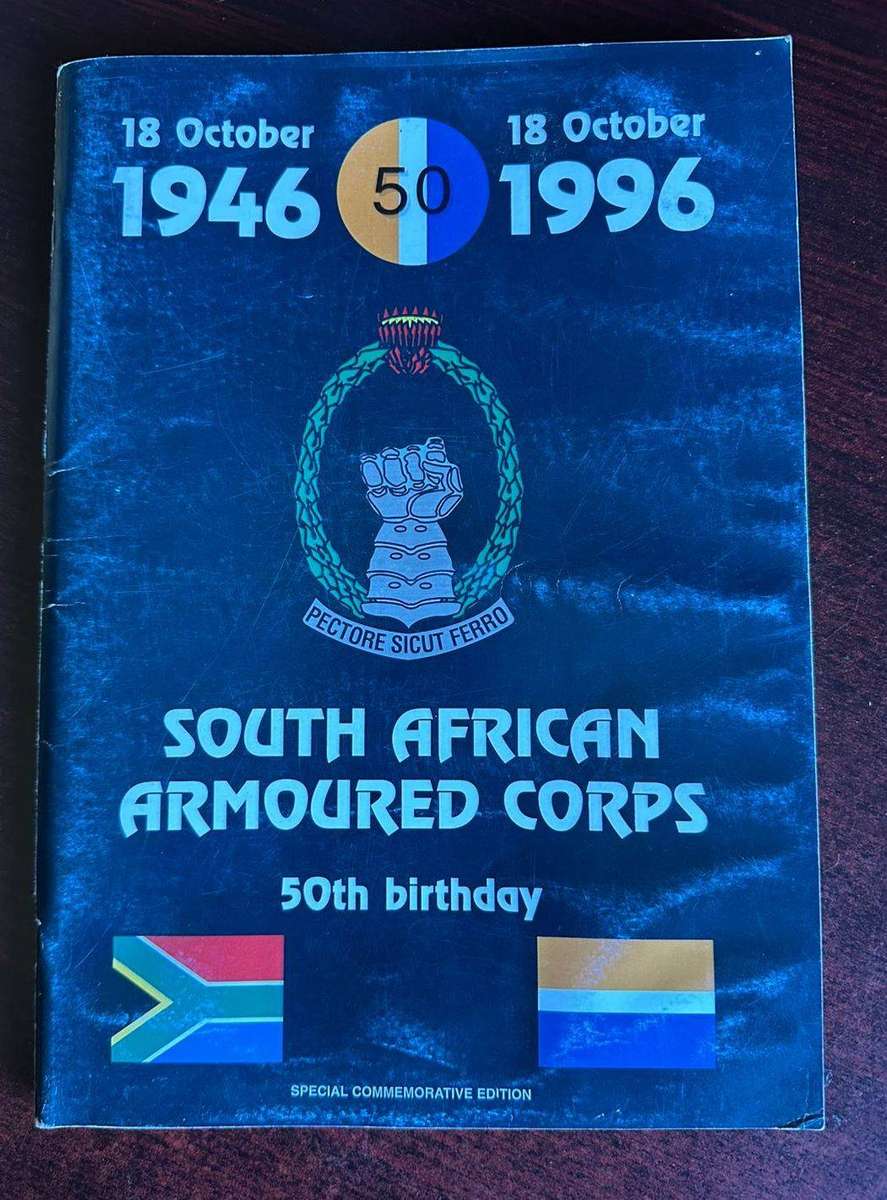 18 October
1946
50
18 October
1996
PECTORE SICUT FERRO
SOUTH AFRICAN
ARMOURED CORPS
50th birthday
SPECIAL COMMEMORATIVE EDITION